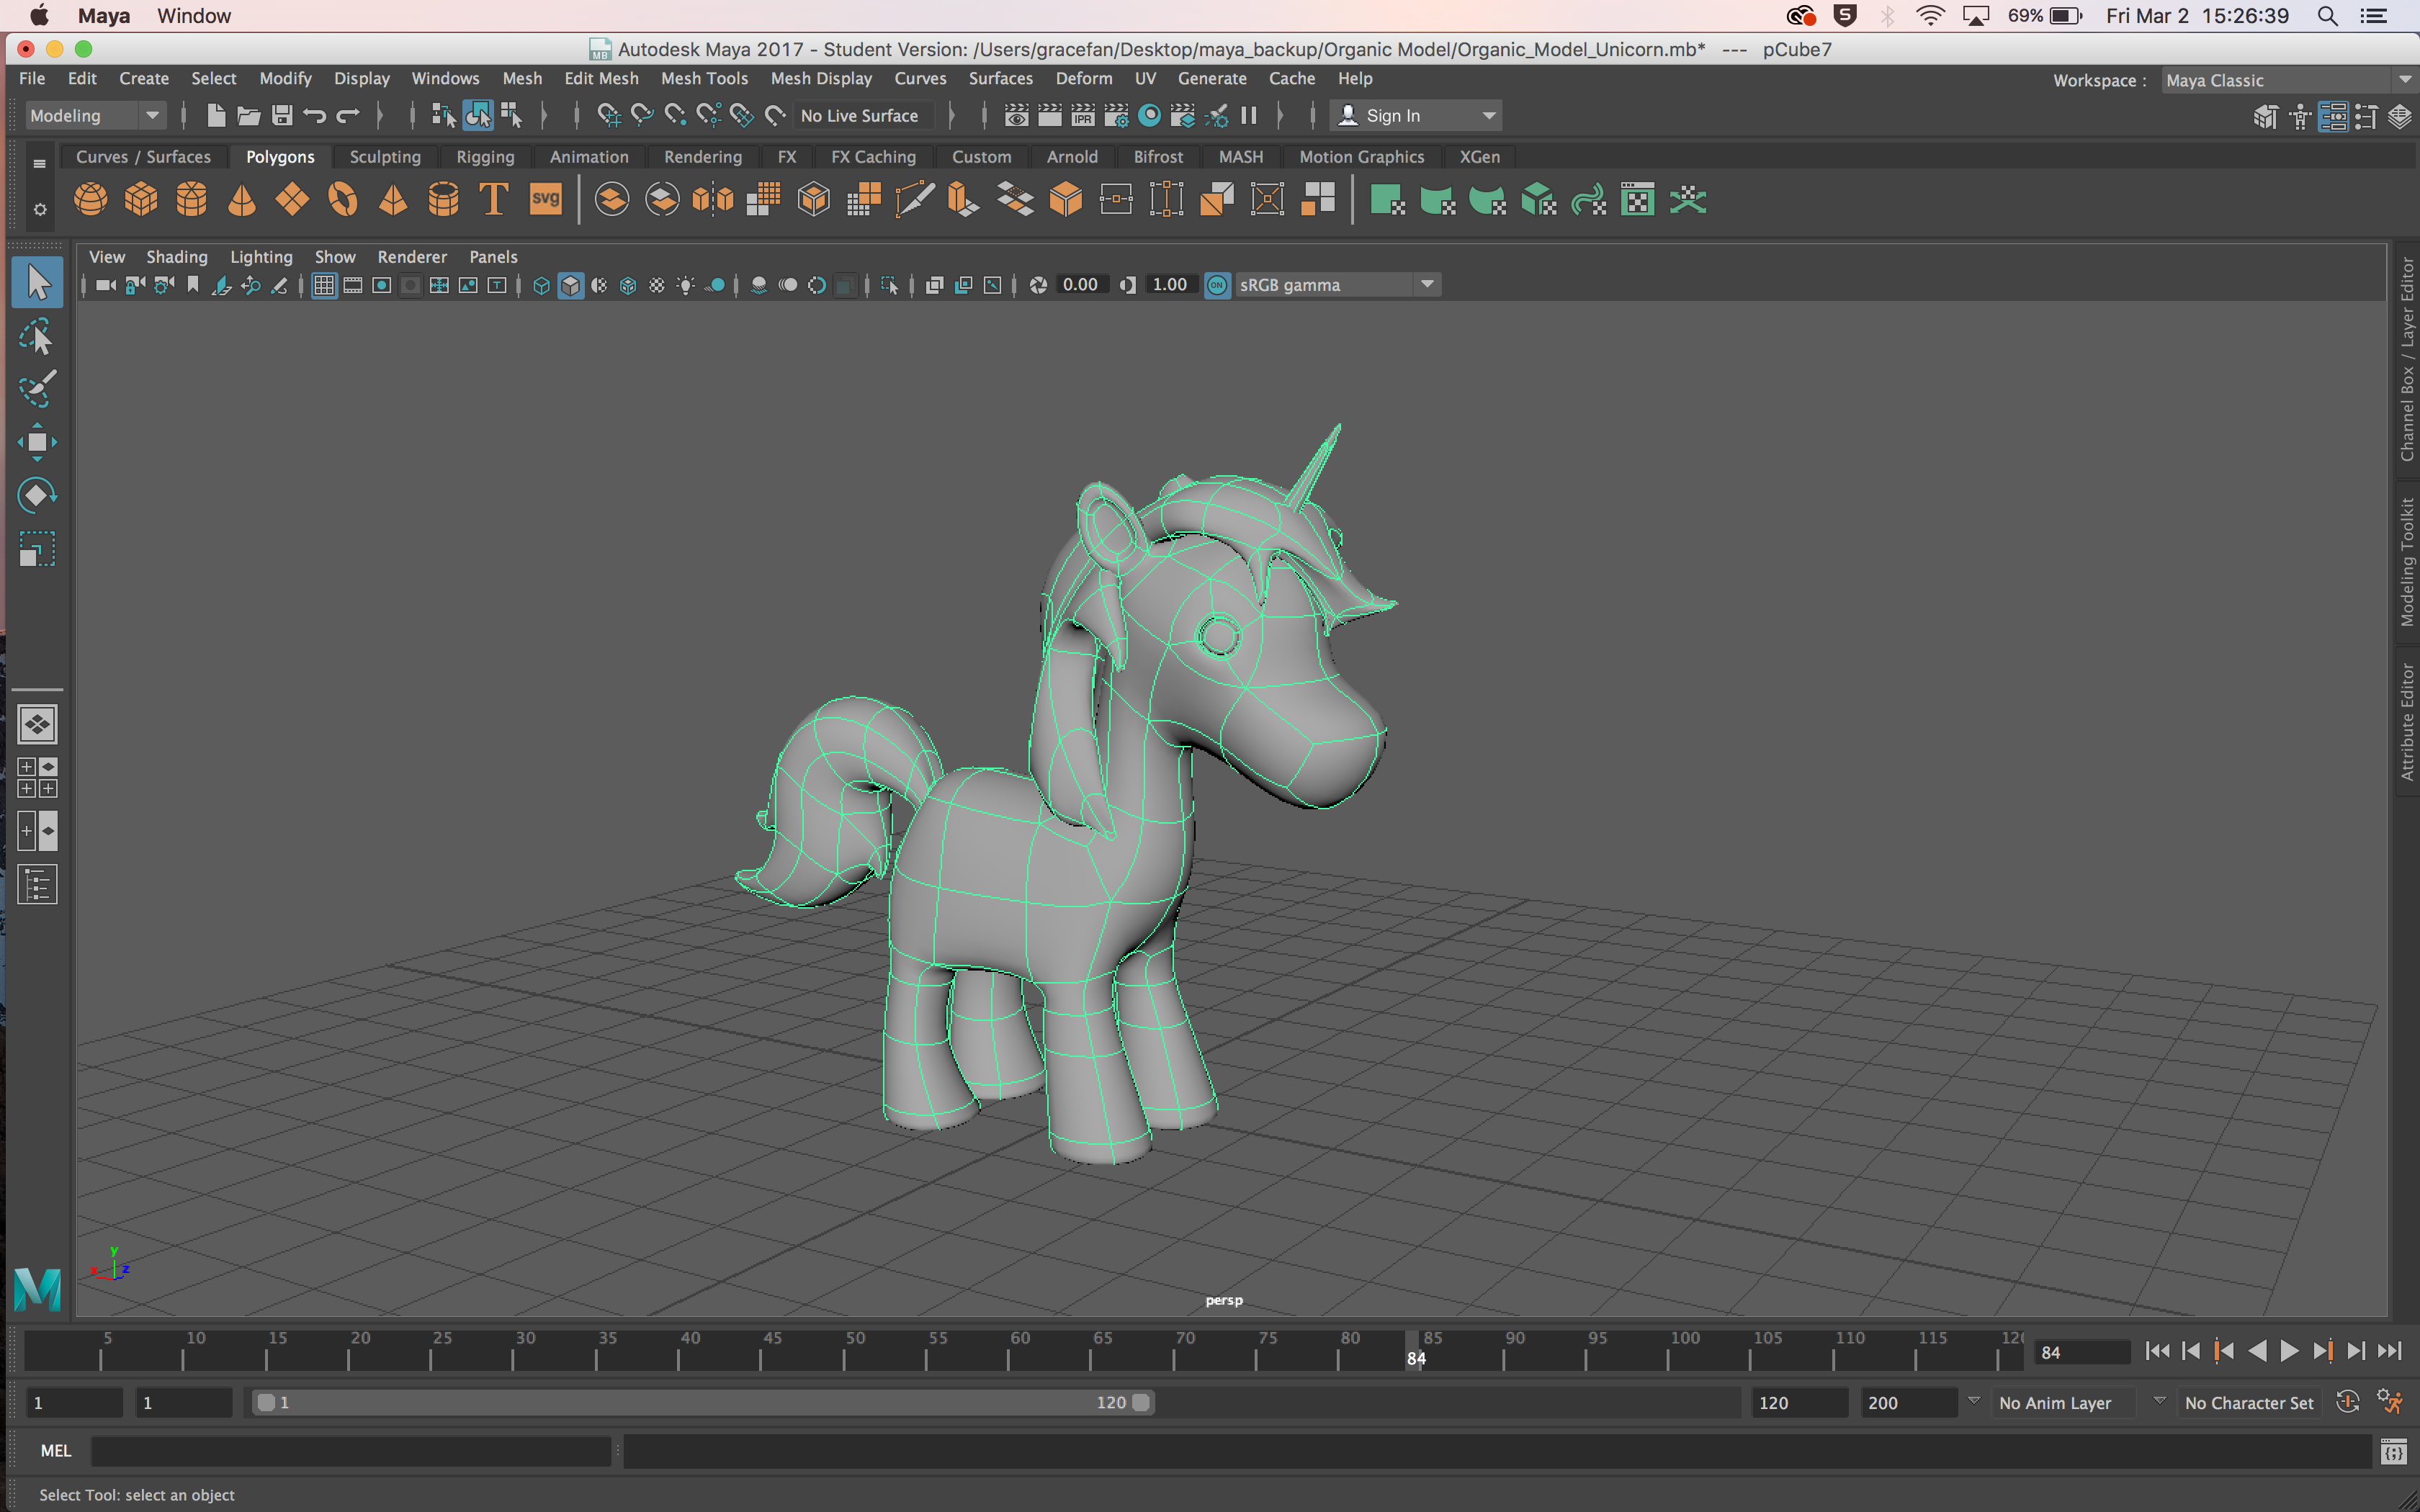 Maya Window 69% Fri Mar 2 15:26:39
MB Autodesk Maya 2017 - Student Version: /Users/gracefan/Desktop/maya_backup/Organic Model/Organic_Model_Unicorn.mb* --- pCube7
File Edit Create Select Modify Display Windows Mesh Edit Mesh Mesh Tools Mesh Display Curves Surfaces Deform UV Generate Cache Help Workspace : Maya Classic
Modeling No Live Surface IPR Sign In
Curves / Surfaces Polygons Sculpting Rigging Animation Rendering FX FX Caching Custom Arnold Bifrost MASH Motion Graphics XGen
T SVG
View Shading Lighting Show Renderer Panels
T 0.00 1.00 ON sRGB gamma
Channel Box / Layer Editor
Modeling Toolkit
Attribute Editor
y
x z
persp
M
5 10 15 20 25 30 35 40 45 50 55 60 65 70 75 80 85 90 95 100 105 110 115 120
84 84
1 1 1 120 120 200 No Anim Layer No Character Set
MEL
Select Tool: select an object